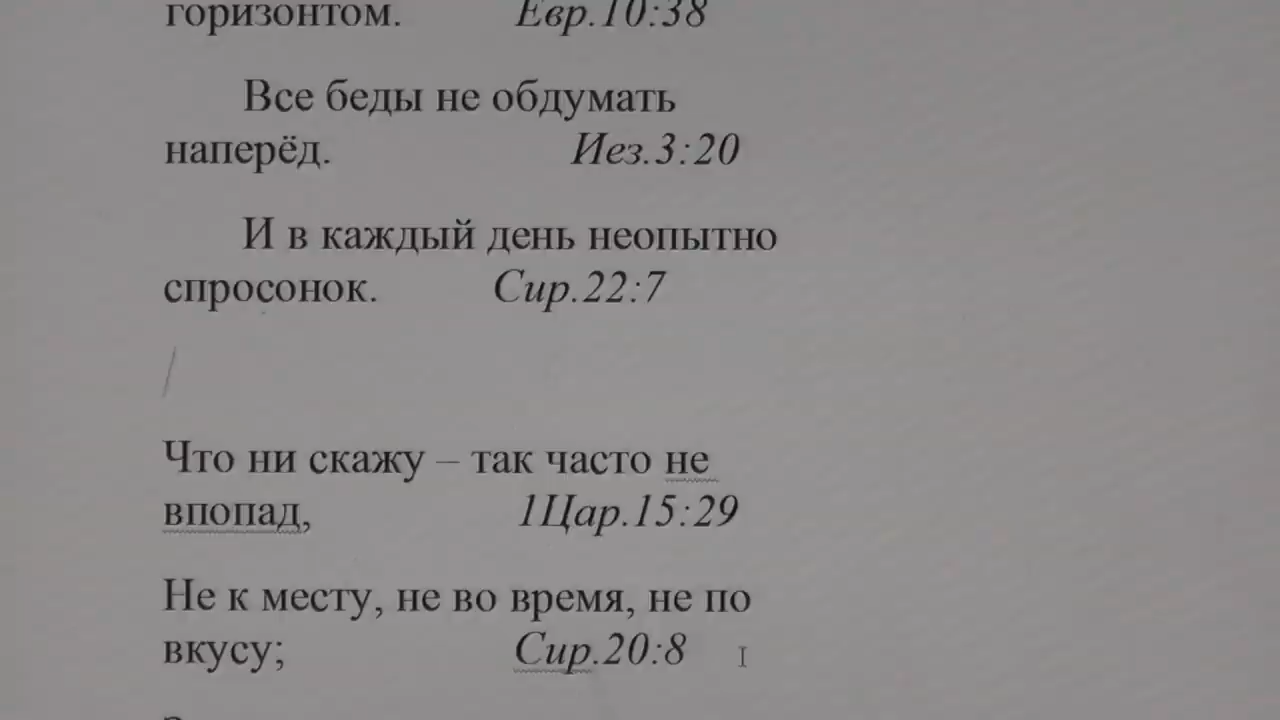 горизонтом. Евр.10:38
Все беды не обдумать
наперёд. Иез.3:20
И в каждый день неопытно
спросонок. Сир.22:7
/
Что ни скажу – так часто не
впопад, 1Цар.15:29
Не к месту, не во время, не по
вкусу; Сир.20:8